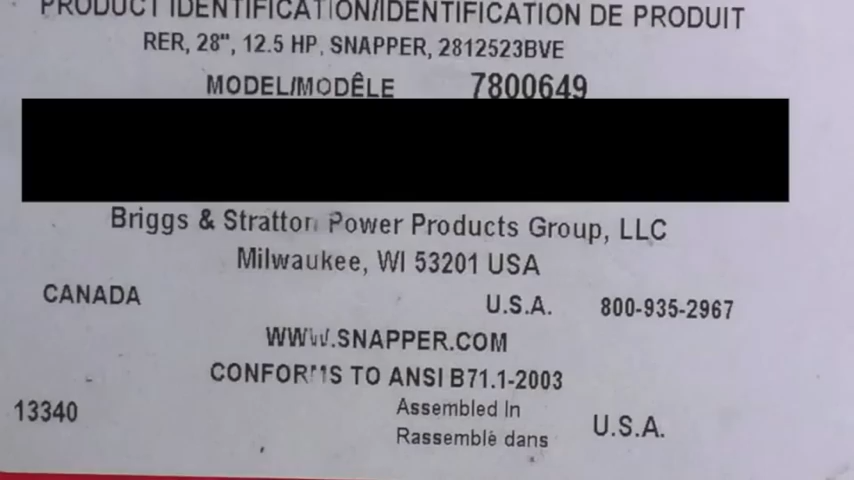 PRODUCT IDENTIFICATION/IDENTIFICATION DE PRODUIT
RER, 28", 12.5 HP, SNAPPER, 2812523BVE
MODEL/MODÊLE 7800649
Briggs & Stratton Power Products Group, LLC
Milwaukee, WI 53201 USA
CANADA U.S.A. 800-935-2967
WWW.SNAPPER.COM
CONFORMS TO ANSI B71.1-2003
13340 Assembled In
Rassemblé dans U.S.A.